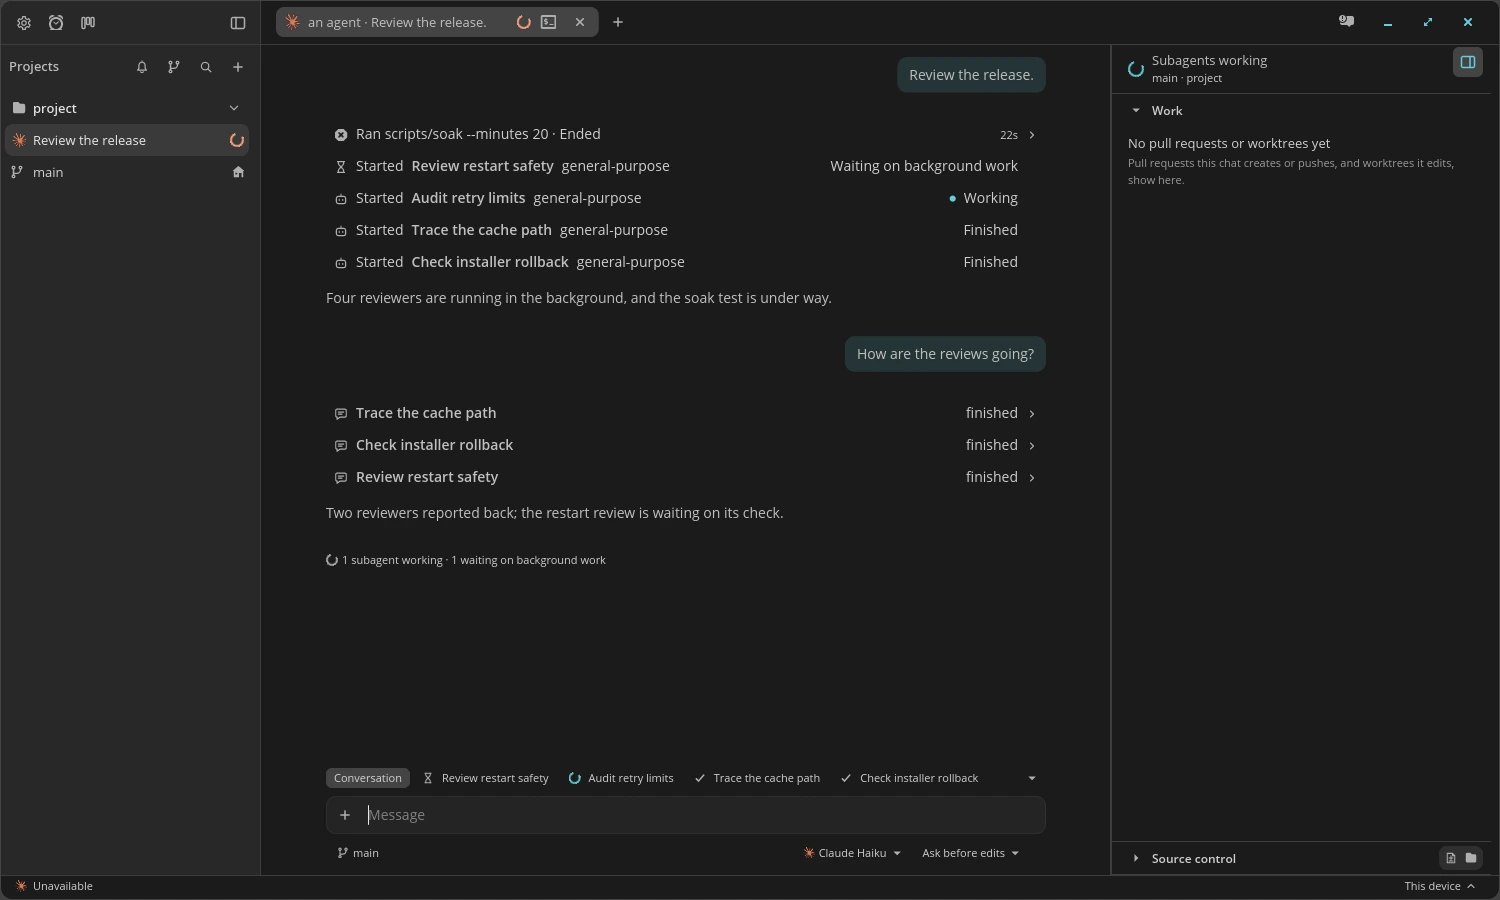 an agent · Review the release.
Projects
project
Review the release
main
Review the release.
Ran scripts/soak --minutes 20 · Ended 22s
Started Review restart safety general-purpose Waiting on background work
Started Audit retry limits general-purpose Working
Started Trace the cache path general-purpose Finished
Started Check installer rollback general-purpose Finished
Four reviewers are running in the background, and the soak test is under way.
How are the reviews going?
Trace the cache path finished
Check installer rollback finished
Review restart safety finished
Two reviewers reported back; the restart review is waiting on its check.
1 subagent working · 1 waiting on background work
Conversation Review restart safety Audit retry limits Trace the cache path Check installer rollback
Message
main Claude Haiku Ask before edits
Subagents working
main · project
Work
No pull requests or worktrees yet
Pull requests this chat creates or pushes, and worktrees it edits,
show here.
Source control
Unavailable
This device